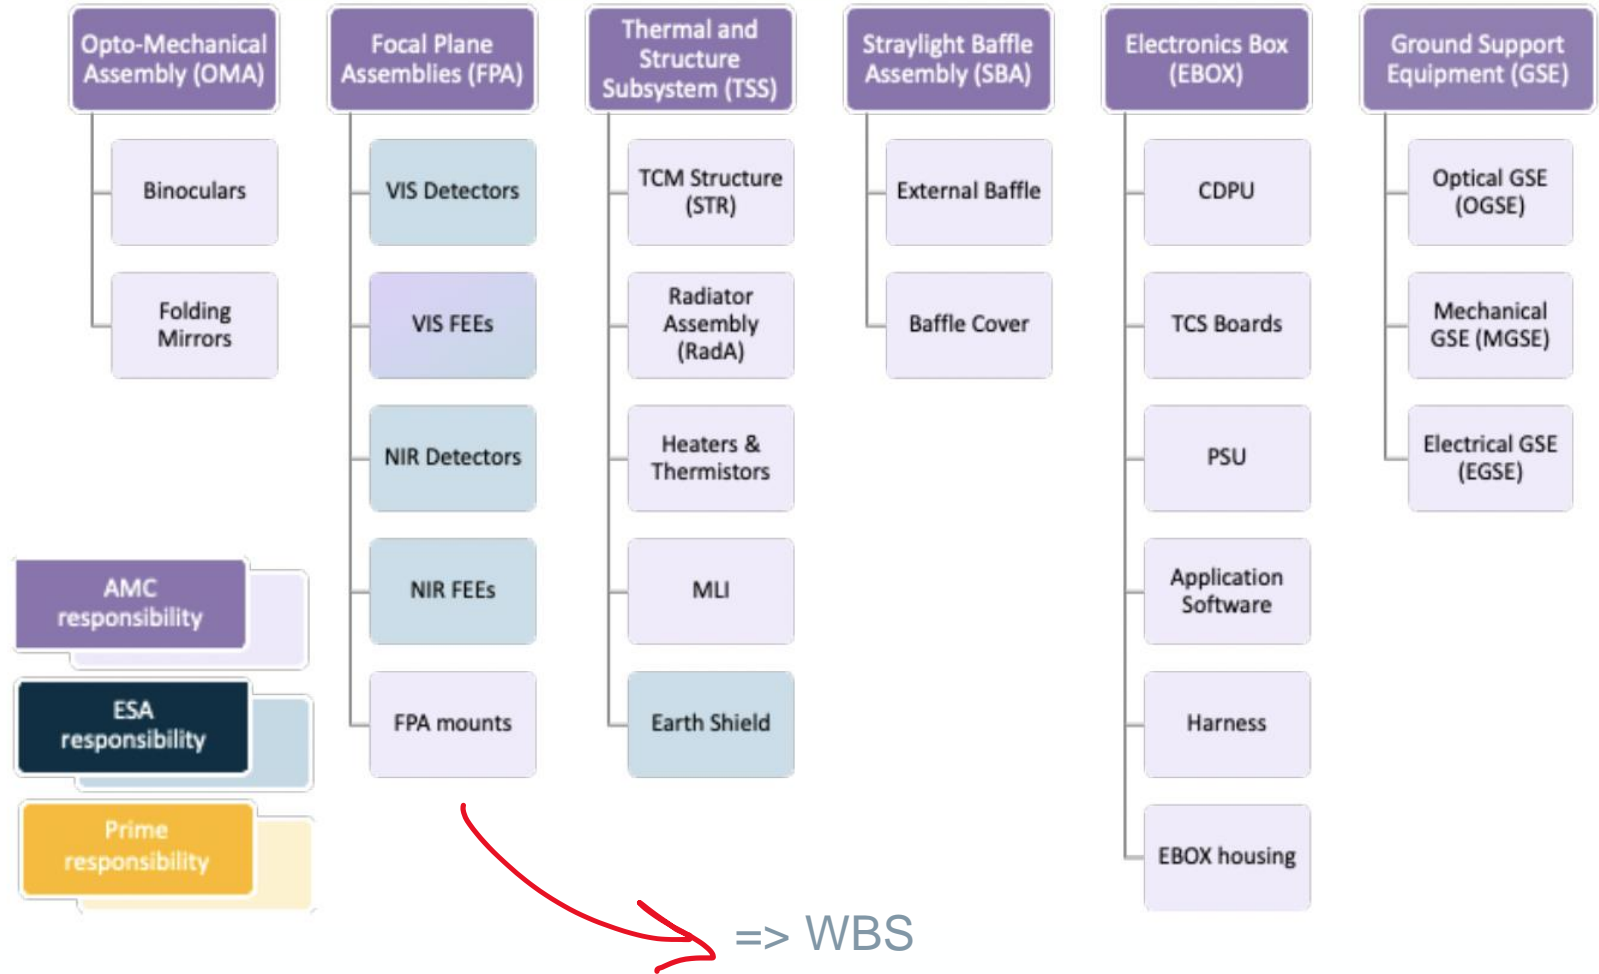 Opto-Mechanical
Assembly (OMA)
Binoculars
Folding
Mirrors
Focal Plane
Assemblies (FPA)
VIS Detectors
VIS FEEs
NIR Detectors
NIR FEEs
FPA mounts
Thermal and
Structure
Subsystem (TSS)
TCM Structure
(STR)
Radiator
Assembly
(RadA)
Heaters &
Thermistors
MLI
Earth Shield
Straylight Baffle
Assembly (SBA)
External Baffle
Baffle Cover
Electronics Box
(EBOX)
CDPU
TCS Boards
PSU
Application
Software
Harness
EBOX housing
Ground Support
Equipment (GSE)
Optical GSE
(OGSE)
Mechanical
GSE (MGSE)
Electrical GSE
(EGSE)
AMC
responsibility
ESA
responsibility
Prime
responsibility
=> WBS